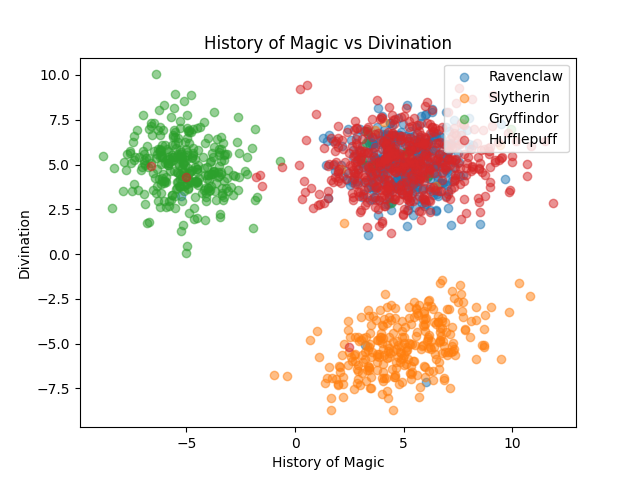 History of Magic vs Divination
Ravenclaw
Slytherin
Gryffindor
Hufflepuff
10.0
7.5
5.0
2.5
0.0
−2.5
−5.0
−7.5
Divination
−5
0
5
10
History of Magic